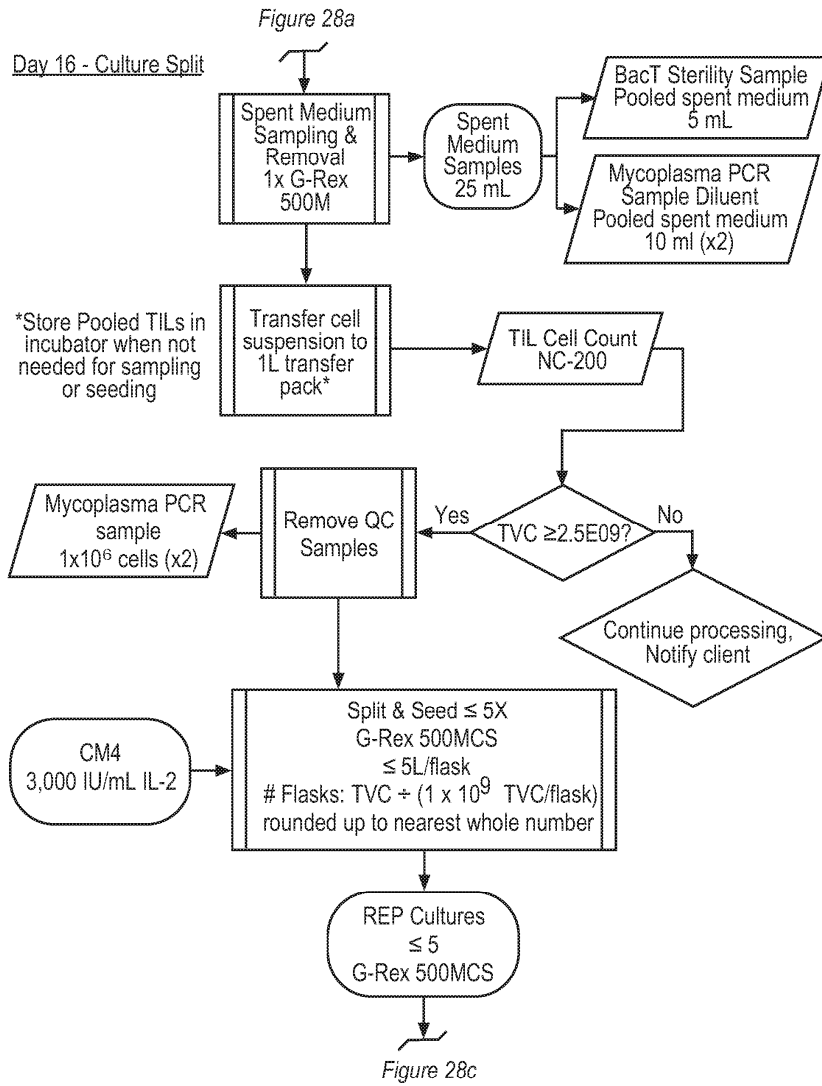 Figure 28a
Day 16 - Culture Split
Spent Medium
Sampling &
Removal
1x G-Rex
500M
Spent
Medium
Samples
25 mL
BacT Sterility Sample
Pooled spent medium
5 mL
Mycoplasma PCR
Sample Diluent
Pooled spent medium
10 ml (x2)
*Store Pooled TILs in
incubator when not
needed for sampling
or seeding
Transfer cell
suspension to
1L transfer
pack*
TIL Cell Count
NC-200
Mycoplasma PCR
sample
1x10⁶ cells (x2)
Remove QC
Samples
Yes
TVC ≥2.5E09?
No
Continue processing,
Notify client
CM4
3,000 IU/mL IL-2
Split & Seed ≤ 5X
G-Rex 500MCS
≤ 5L/flask
# Flasks: TVC ÷ (1 x 10⁹ TVC/flask)
rounded up to nearest whole number
REP Cultures
≤ 5
G-Rex 500MCS
Figure 28c